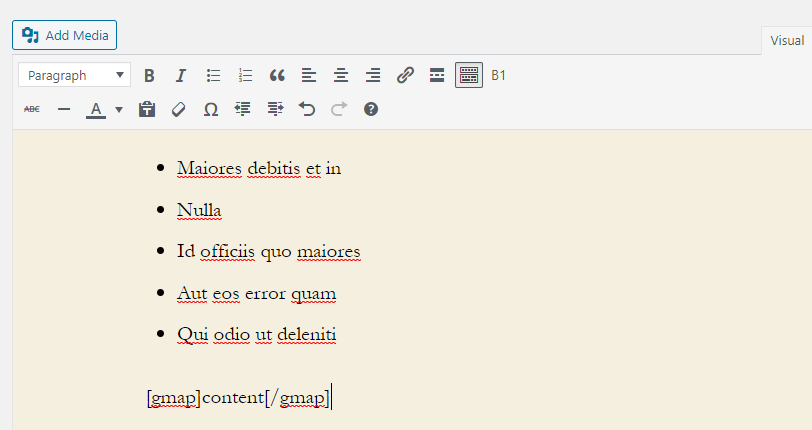 Add Media
Visual
Paragraph B I B1
ABC A
Maiores debitis et in
Nulla
Id officiis quo maiores
Aut eos error quam
Qui odio ut deleniti
[gmap]content[/gmap]